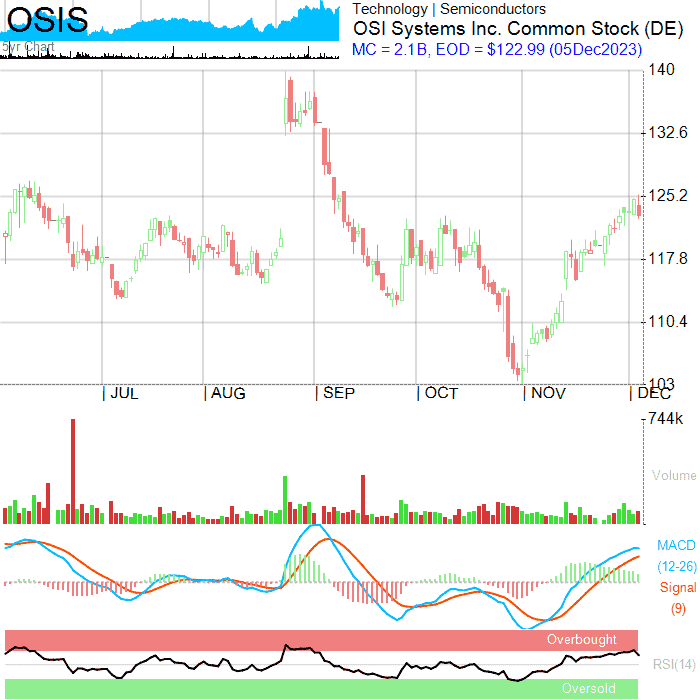 OSIS
5yr Chart
Technology | Semiconductors
OSI Systems Inc. Common Stock (DE)
MC = 2.1B, EOD = $122.99 (05Dec2023)
140
132.6
125.2
117.8
110.4
103
| JUL | AUG | SEP | OCT | NOV | DEC
744k
Volume
MACD
(12-26)
Signal
(9)
Overbought
RSI(14)
Oversold